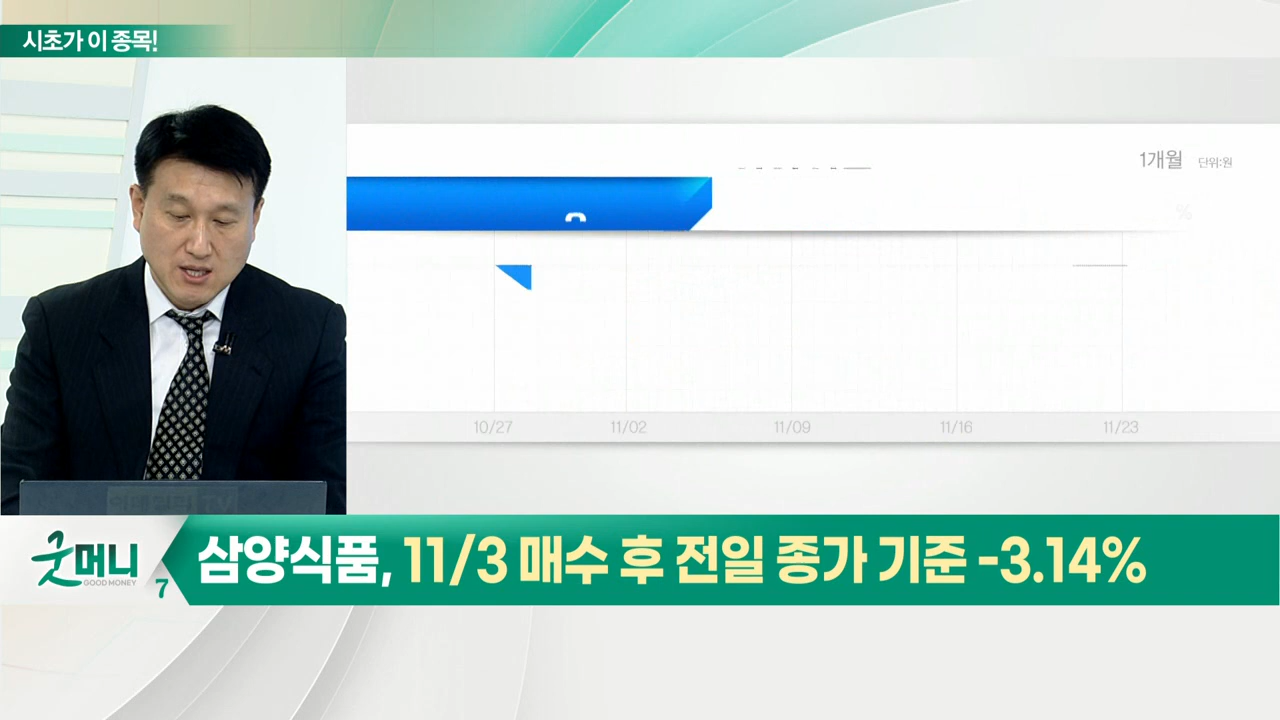 시초가 이 종목!
1개월 단위:원
%
10/27 11/02 11/09 11/16 11/23
굿머니
GOOD MONEY
7
삼양식품, 11/3 매수 후 전일 종가 기준 -3.14%